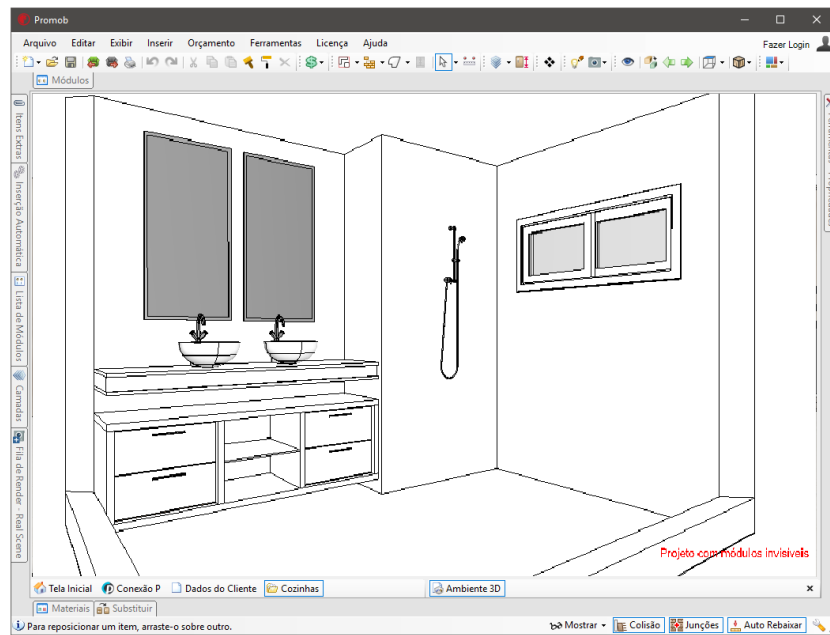 Promob
Arquivo Editar Exibir Inserir Orçamento Ferramentas Licença Ajuda
Fazer Login
Módulos
Itens Extras
Inserção Automática
Lista de Módulos
Camadas
Fila de Render - Real Scene
Projeto com módulos invisíveis
Tela Inicial Conexão P Dados do Cliente Cozinhas Ambiente 3D
Materiais Substituir
Para reposicionar um item, arraste-o sobre outro. Mostrar Colisão Junções Auto Rebaixar